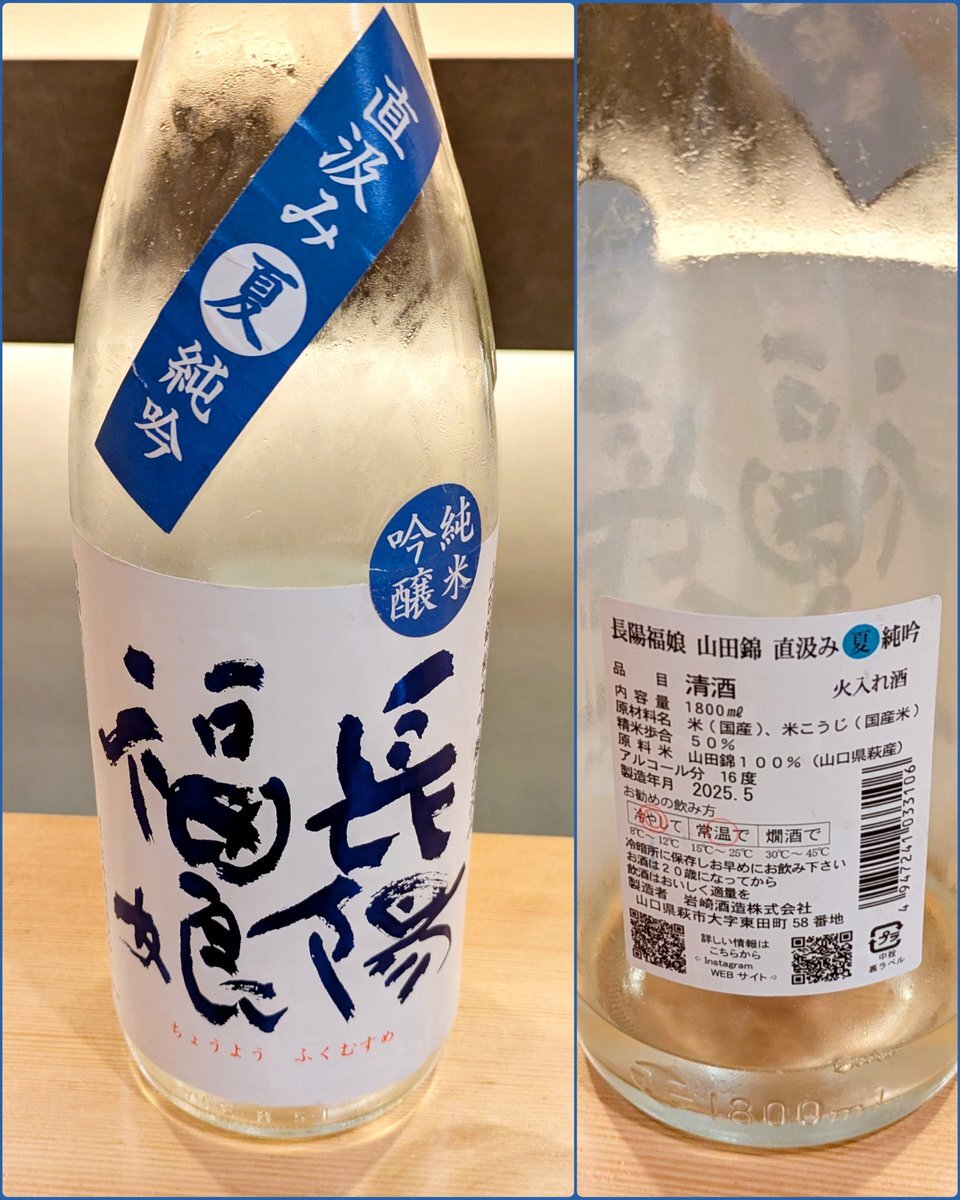 直汲み 夏 純吟
純米
吟醸
長陽
福娘
ちょうよう ふくむすめ
長陽福娘 山田錦 直汲み 夏 純吟
品目 清酒 火入れ酒
内容量 1800㎖
原材料名 米(国産)、米こうじ(国産米)
精米歩合 50%
原料米 山田錦100%(山口県萩産)
アルコール分 16度
製造年月 2025.5
お勧めの飲み方
冷やして 常温で 燗酒で
8℃~12℃ 15℃~25℃ 30℃~45℃
冷暗所に保存しお早めにお飲み下さい
お酒は20歳になってから
飲酒はおいしく適量を
製造者 岩崎酒造株式会社
山口県萩市大字東田町58番地
詳しい情報は
こちらから
⇦ Instagram
WEB サイト ⇨
プラ
中栓
裏ラベル
4 947241 033106
1800ml